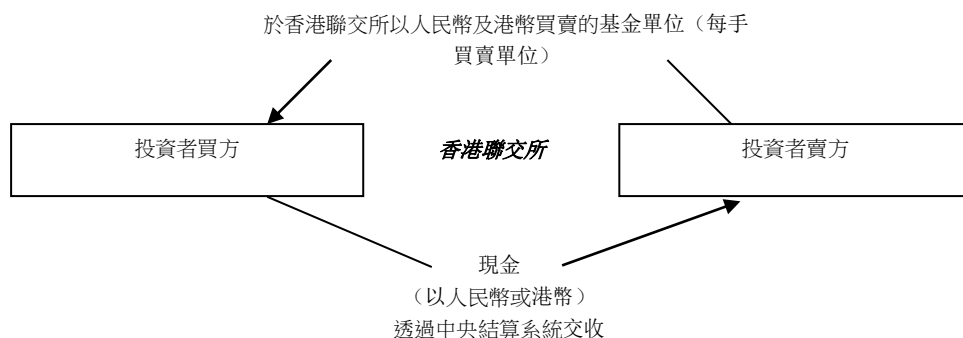 於香港聯交所以人民幣及港幣買賣的基金單位（每手
買賣單位）
投資者買方
香港聯交所
投資者賣方
現金
（以人民幣或港幣）
透過中央結算系統交收